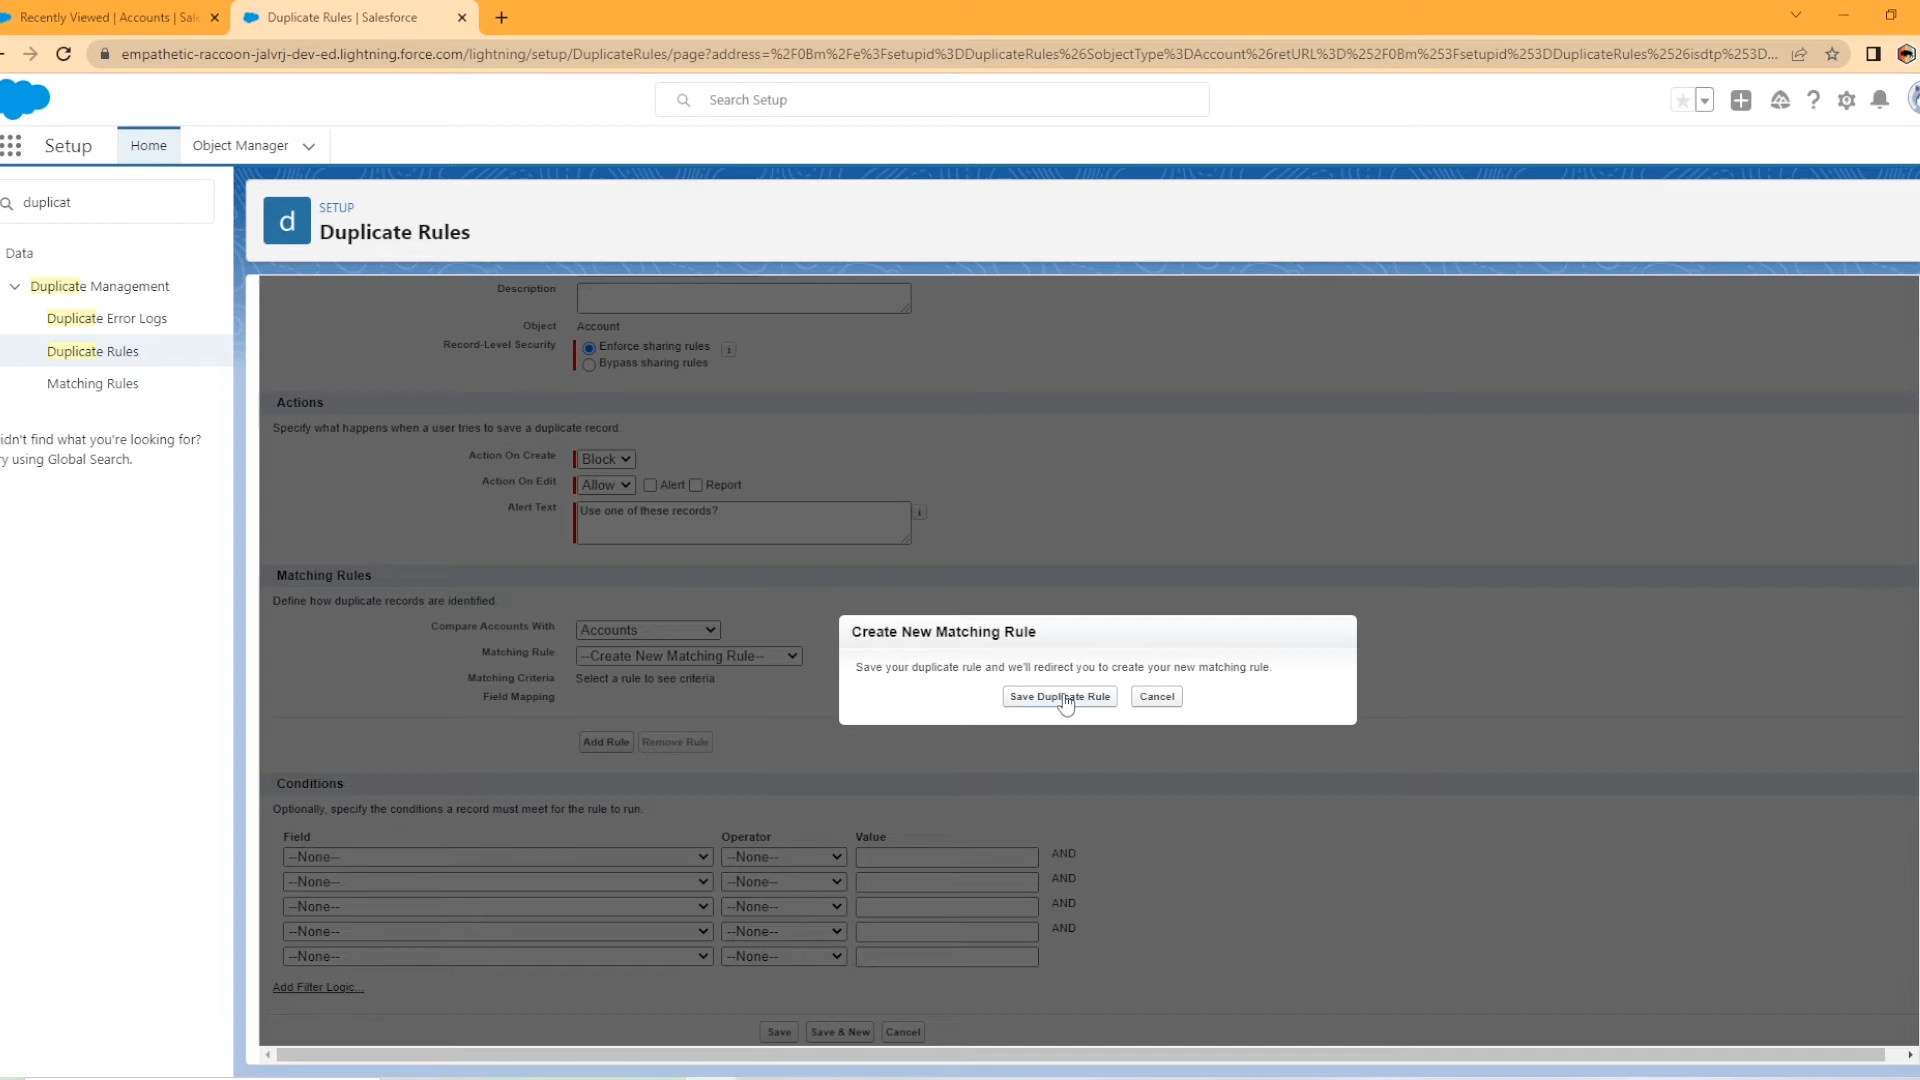 Recently Viewed | Accounts | Sal
Duplicate Rules | Salesforce
empathetic-raccoon-jalvrj-dev-ed.lightning.force.com/lightning/setup/DuplicateRules/page?address=%2F0Bm%2Fe%3Fsetupid%3DDuplicateRules%26SobjectType%3DAccount%26retURL%3D%252F0Bm%253Fsetupid%253DDuplicateRules%2526isdtp%253D...
Search Setup
Setup
Home
Object Manager
duplicat
Data
Duplicate Management
Duplicate Error Logs
Duplicate Rules
Matching Rules
idn't find what you're looking for?
ry using Global Search.
d
SETUP
Duplicate Rules
Description
Object Account
Record-Level Security
Enforce sharing rules
Bypass sharing rules
Actions
Specify what happens when a user tries to save a duplicate record.
Action On Create Block
Action On Edit Allow Alert Report
Alert Text Use one of these records?
Matching Rules
Define how duplicate records are identified.
Compare Accounts With Accounts
Matching Rule --Create New Matching Rule--
Matching Criteria Select a rule to see criteria
Field Mapping
Add Rule Remove Rule
Create New Matching Rule
Save your duplicate rule and we'll redirect you to create your new matching rule.
Save Duplicate Rule Cancel
Conditions
Optionally, specify the conditions a record must meet for the rule to run.
Field Operator Value
--None-- --None-- AND
--None-- --None-- AND
--None-- --None-- AND
--None-- --None-- AND
--None-- --None--
Add Filter Logic...
Save Save & New Cancel